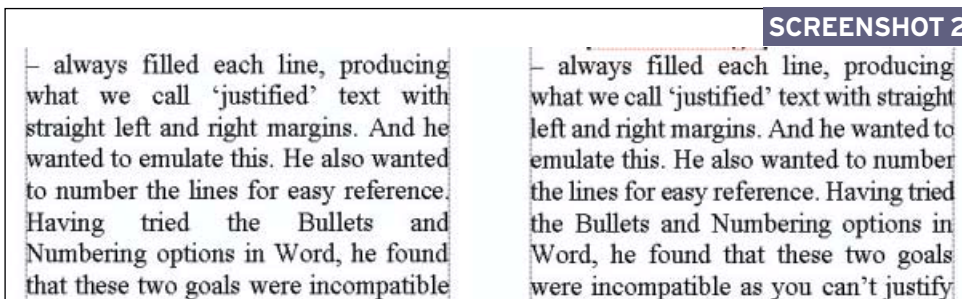 SCREENSHOT 2
– always filled each line, producing
what we call ‘justified’ text with
straight left and right margins. And he
wanted to emulate this. He also wanted
to number the lines for easy reference.
Having tried the Bullets and
Numbering options in Word, he found
that these two goals were incompatible
– always filled each line, producing
what we call ‘justified’ text with straight
left and right margins. And he wanted to
emulate this. He also wanted to number
the lines for easy reference. Having tried
the Bullets and Numbering options in
Word, he found that these two goals
were incompatible as you can’t justify